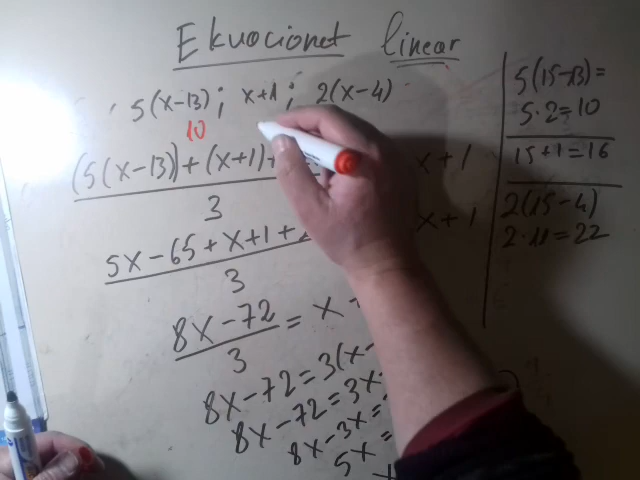 Ekuacionet linear
5(x-13); x+1; 2(x-4)
10
(5(x-13))+(x+1)+ x+1
3
5x-65+x+1+2 x+1
3
8x-72 = x
3
8x-72=3(x
8x-72=3x
8x-3x=
5x=
5(15-13)=
5·2=10
15+1=16
2(15-4)
2·11=22